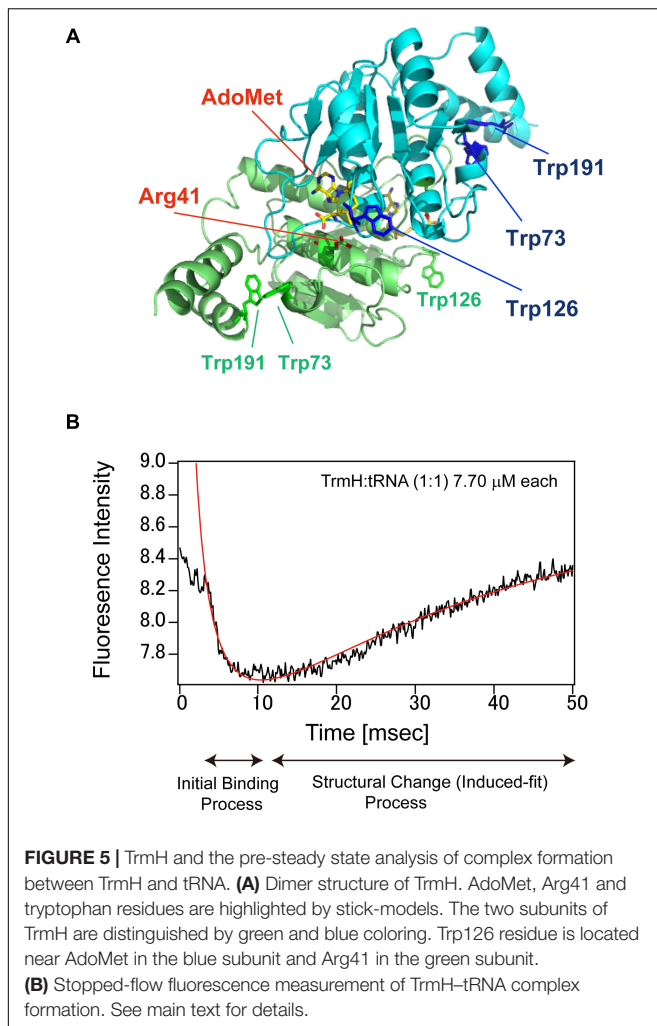 A
AdoMet
Arg41
Trp191
Trp73
Trp126
Trp126
Trp191
Trp73
B
Fluoresence Intensity
9.0
8.8
8.6
8.4
8.2
8.0
7.8
TrmH:tRNA (1:1) 7.70 μM each
0
10
20
30
40
50
Time [msec]
Initial Binding
Process
Structural Change (Induced-fit)
Process
FIGURE 5 | TrmH and the pre-steady state analysis of complex formation
between TrmH and tRNA. (A) Dimer structure of TrmH. AdoMet, Arg41 and
tryptophan residues are highlighted by stick-models. The two subunits of
TrmH are distinguished by green and blue coloring. Trp126 residue is located
near AdoMet in the blue subunit and Arg41 in the green subunit.
(B) Stopped-flow fluorescence measurement of TrmH–tRNA complex
formation. See main text for details.